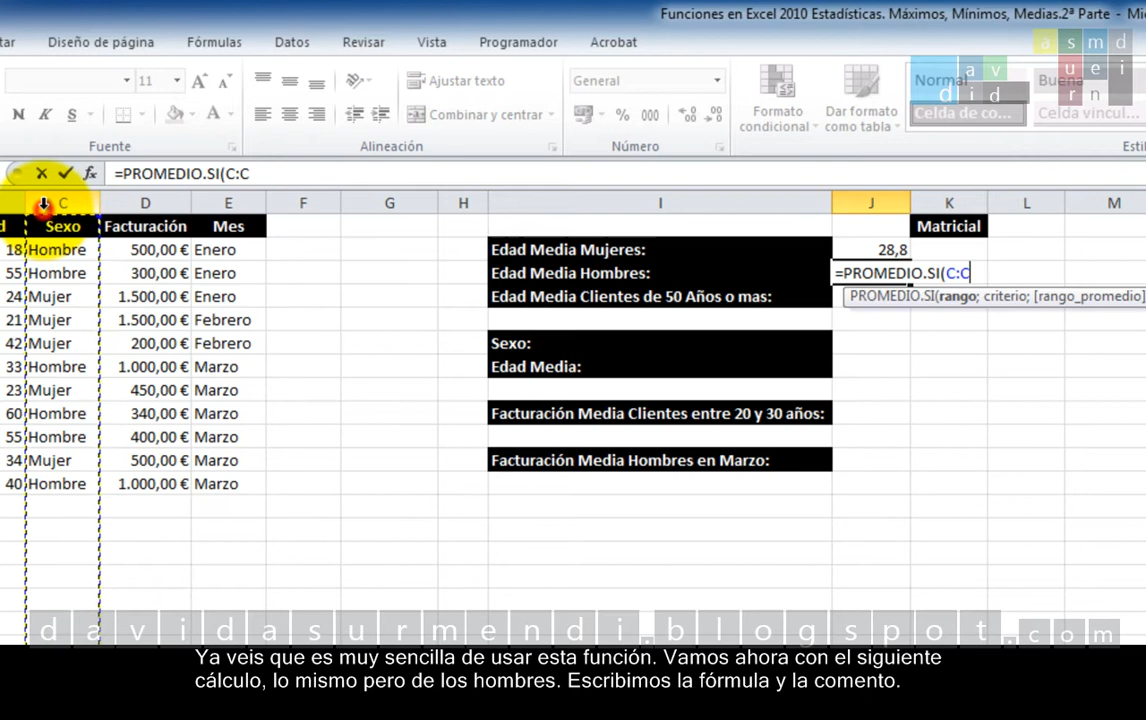 Funciones en Excel 2010 Estadísticas. Máximos, Mínimos, Medias.2ª Parte - Mi
tar Diseño de página Fórmulas Datos Revisar Vista Programador Acrobat
11 A A Ajustar texto General Normal Buena
N K S A Combinar y centrar % 000 Formato condicional Dar formato como tabla Celda de co... Celda vincul...
Fuente Alineación Número Estil
a s m d
a v u e i
d i d r n
fx =PROMEDIO.SI(C:C
C D E F G H I J K L M
d Sexo Facturación Mes Matricial
18 Hombre 500,00 € Enero Edad Media Mujeres: 28,8
55 Hombre 300,00 € Enero Edad Media Hombres: =PROMEDIO.SI(C:C
24 Mujer 1.500,00 € Enero Edad Media Clientes de 50 Años o mas: PROMEDIO.SI(rango; criterio; [rango_promedio]
21 Mujer 1.500,00 € Febrero
42 Mujer 200,00 € Febrero Sexo:
33 Hombre 1.000,00 € Marzo Edad Media:
23 Mujer 450,00 € Marzo
60 Hombre 340,00 € Marzo Facturación Media Clientes entre 20 y 30 años:
55 Hombre 400,00 € Marzo
34 Mujer 500,00 € Marzo Facturación Media Hombres en Marzo:
40 Hombre 1.000,00 € Marzo
davidasurmendi.blogspot.com
Ya veis que es muy sencilla de usar esta función. Vamos ahora con el siguiente
cálculo, lo mismo pero de los hombres. Escribimos la fórmula y la comento.